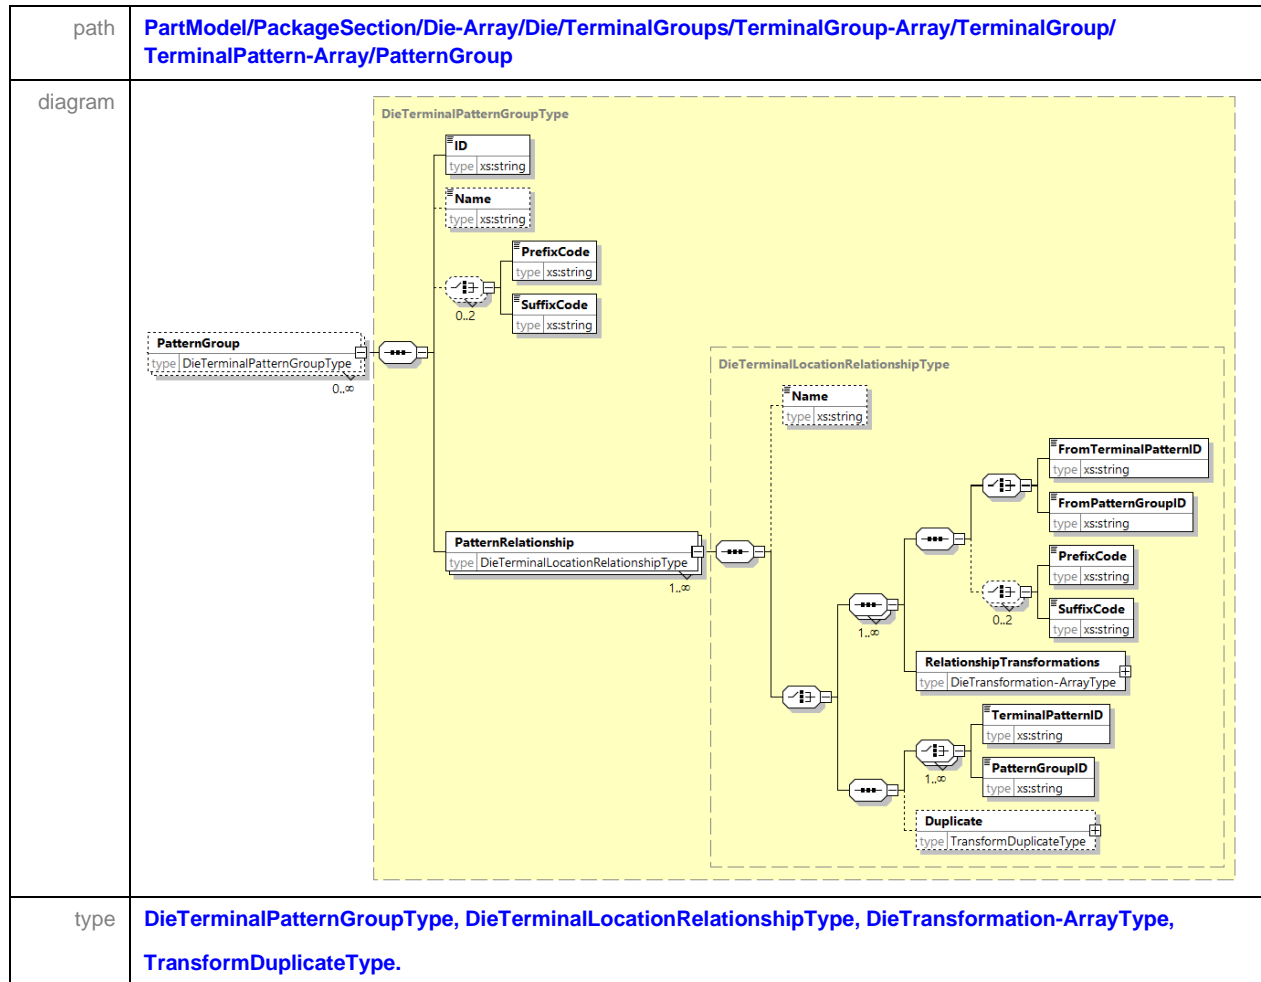 path
PartModel/PackageSection/Die-Array/Die/TerminalGroups/TerminalGroup-Array/TerminalGroup/
TerminalPattern-Array/PatternGroup
diagram
DieTerminalPatternGroupType
ID
type xs:string
Name
type xs:string
PrefixCode
type xs:string
SuffixCode
type xs:string
0..2
PatternGroup
type DieTerminalPatternGroupType
0..∞
DieTerminalLocationRelationshipType
Name
type xs:string
FromTerminalPatternID
type xs:string
FromPatternGroupID
type xs:string
PatternRelationship
type DieTerminalLocationRelationshipType
1..∞
PrefixCode
type xs:string
SuffixCode
type xs:string
0..2
1..∞
RelationshipTransformations
type DieTransformation-ArrayType
TerminalPatternID
type xs:string
PatternGroupID
type xs:string
1..∞
Duplicate
type TransformDuplicateType
type
DieTerminalPatternGroupType, DieTerminalLocationRelationshipType, DieTransformation-ArrayType,
TransformDuplicateType.